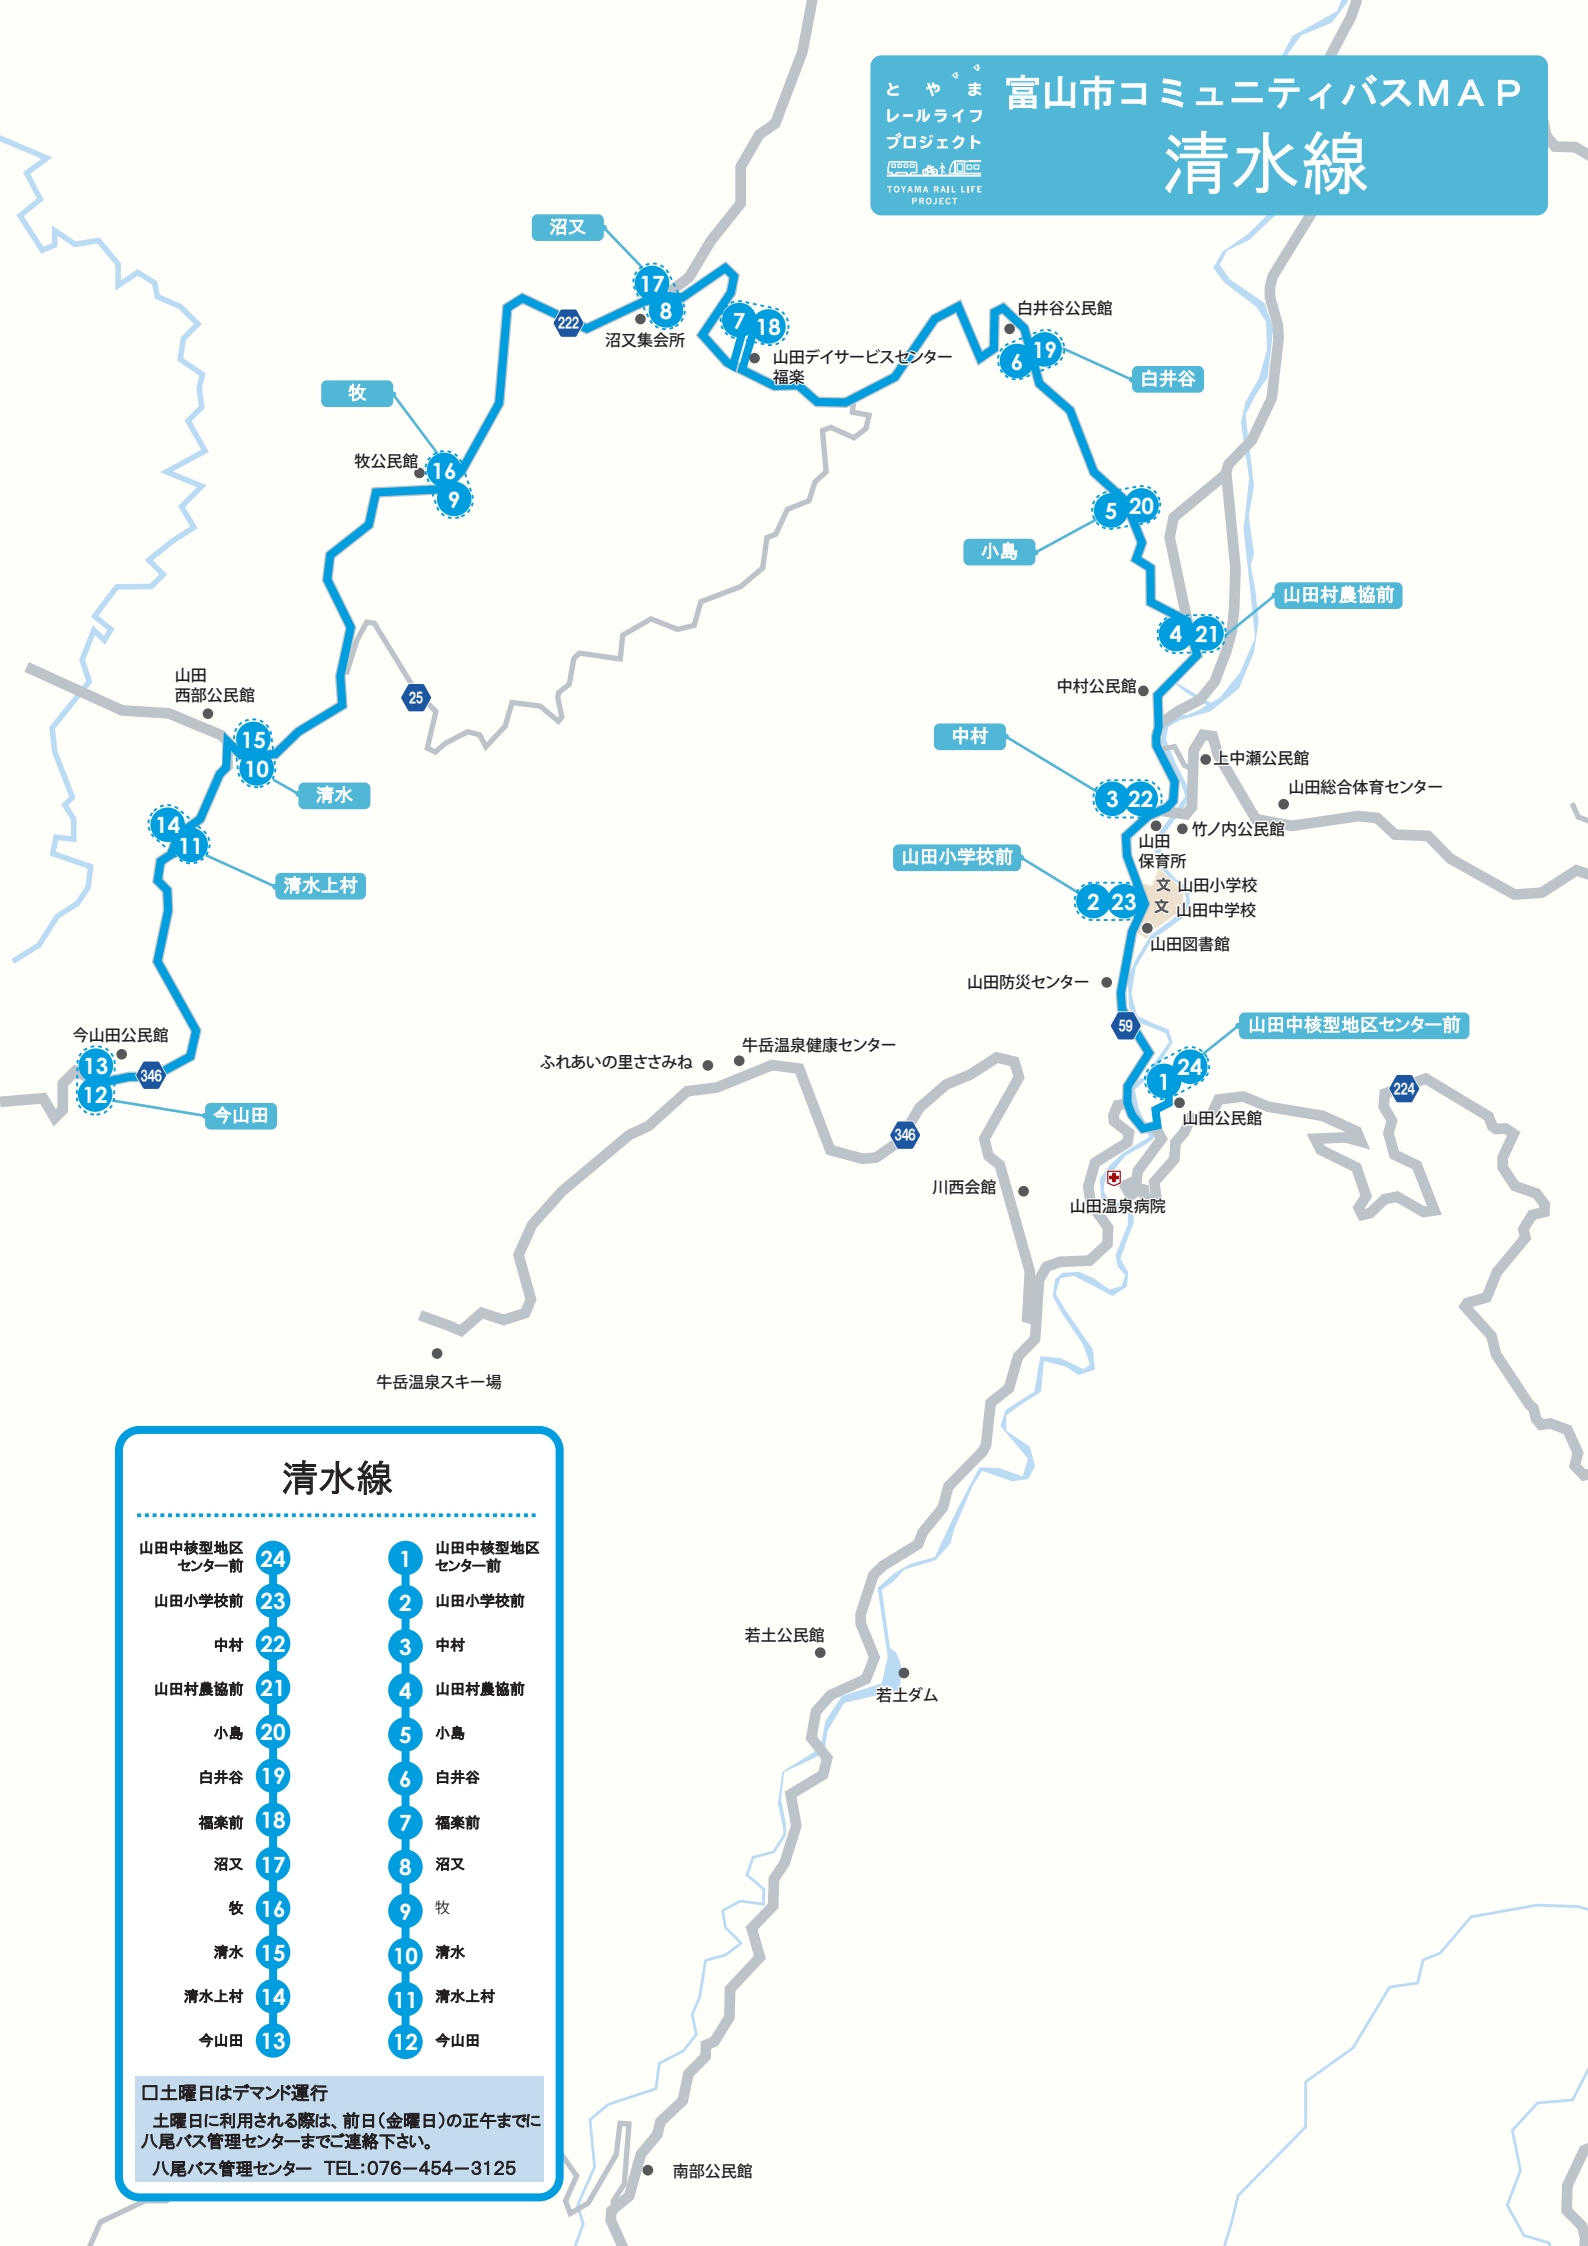 とやま
レールライフ
プロジェクト
TOYAMA RAIL LIFE
PROJECT
富山市コミュニティバスMAP
清水線
沼又
17
8
222
沼又集会所
7
18
山田デイサービスセンター
福楽
白井谷公民館
6
19
白井谷
牧
牧公民館
16
9
5
20
小島
山田村農協前
4
21
中村公民館
25
山田
西部公民館
15
10
清水
中村
上中瀬公民館
山田総合体育センター
3
22
竹ノ内公民館
山田
保育所
14
11
清水上村
山田小学校前
文 山田小学校
2
23
文 山田中学校
山田図書館
山田防災センター
59
山田中核型地区センター前
今山田公民館
13
12
346
今山田
ふれあいの里ささみね
牛岳温泉健康センター
1
24
山田公民館
224
346
川西会館
山田温泉病院
牛岳温泉スキー場
若土公民館
若土ダム
南部公民館
清水線
山田中核型地区
センター前
24
1
山田中核型地区
センター前
山田小学校前 23
2 山田小学校前
中村 22
3 中村
山田村農協前 21
4 山田村農協前
小島 20
5 小島
白井谷 19
6 白井谷
福楽前 18
7 福楽前
沼又 17
8 沼又
牧 16
9 牧
清水 15
10 清水
清水上村 14
11 清水上村
今山田 13
12 今山田
□土曜日はデマンド運行
土曜日に利用される際は、前日（金曜日）の正午までに
八尾バス管理センターまでご連絡下さい。
八尾バス管理センター TEL：076－454－3125